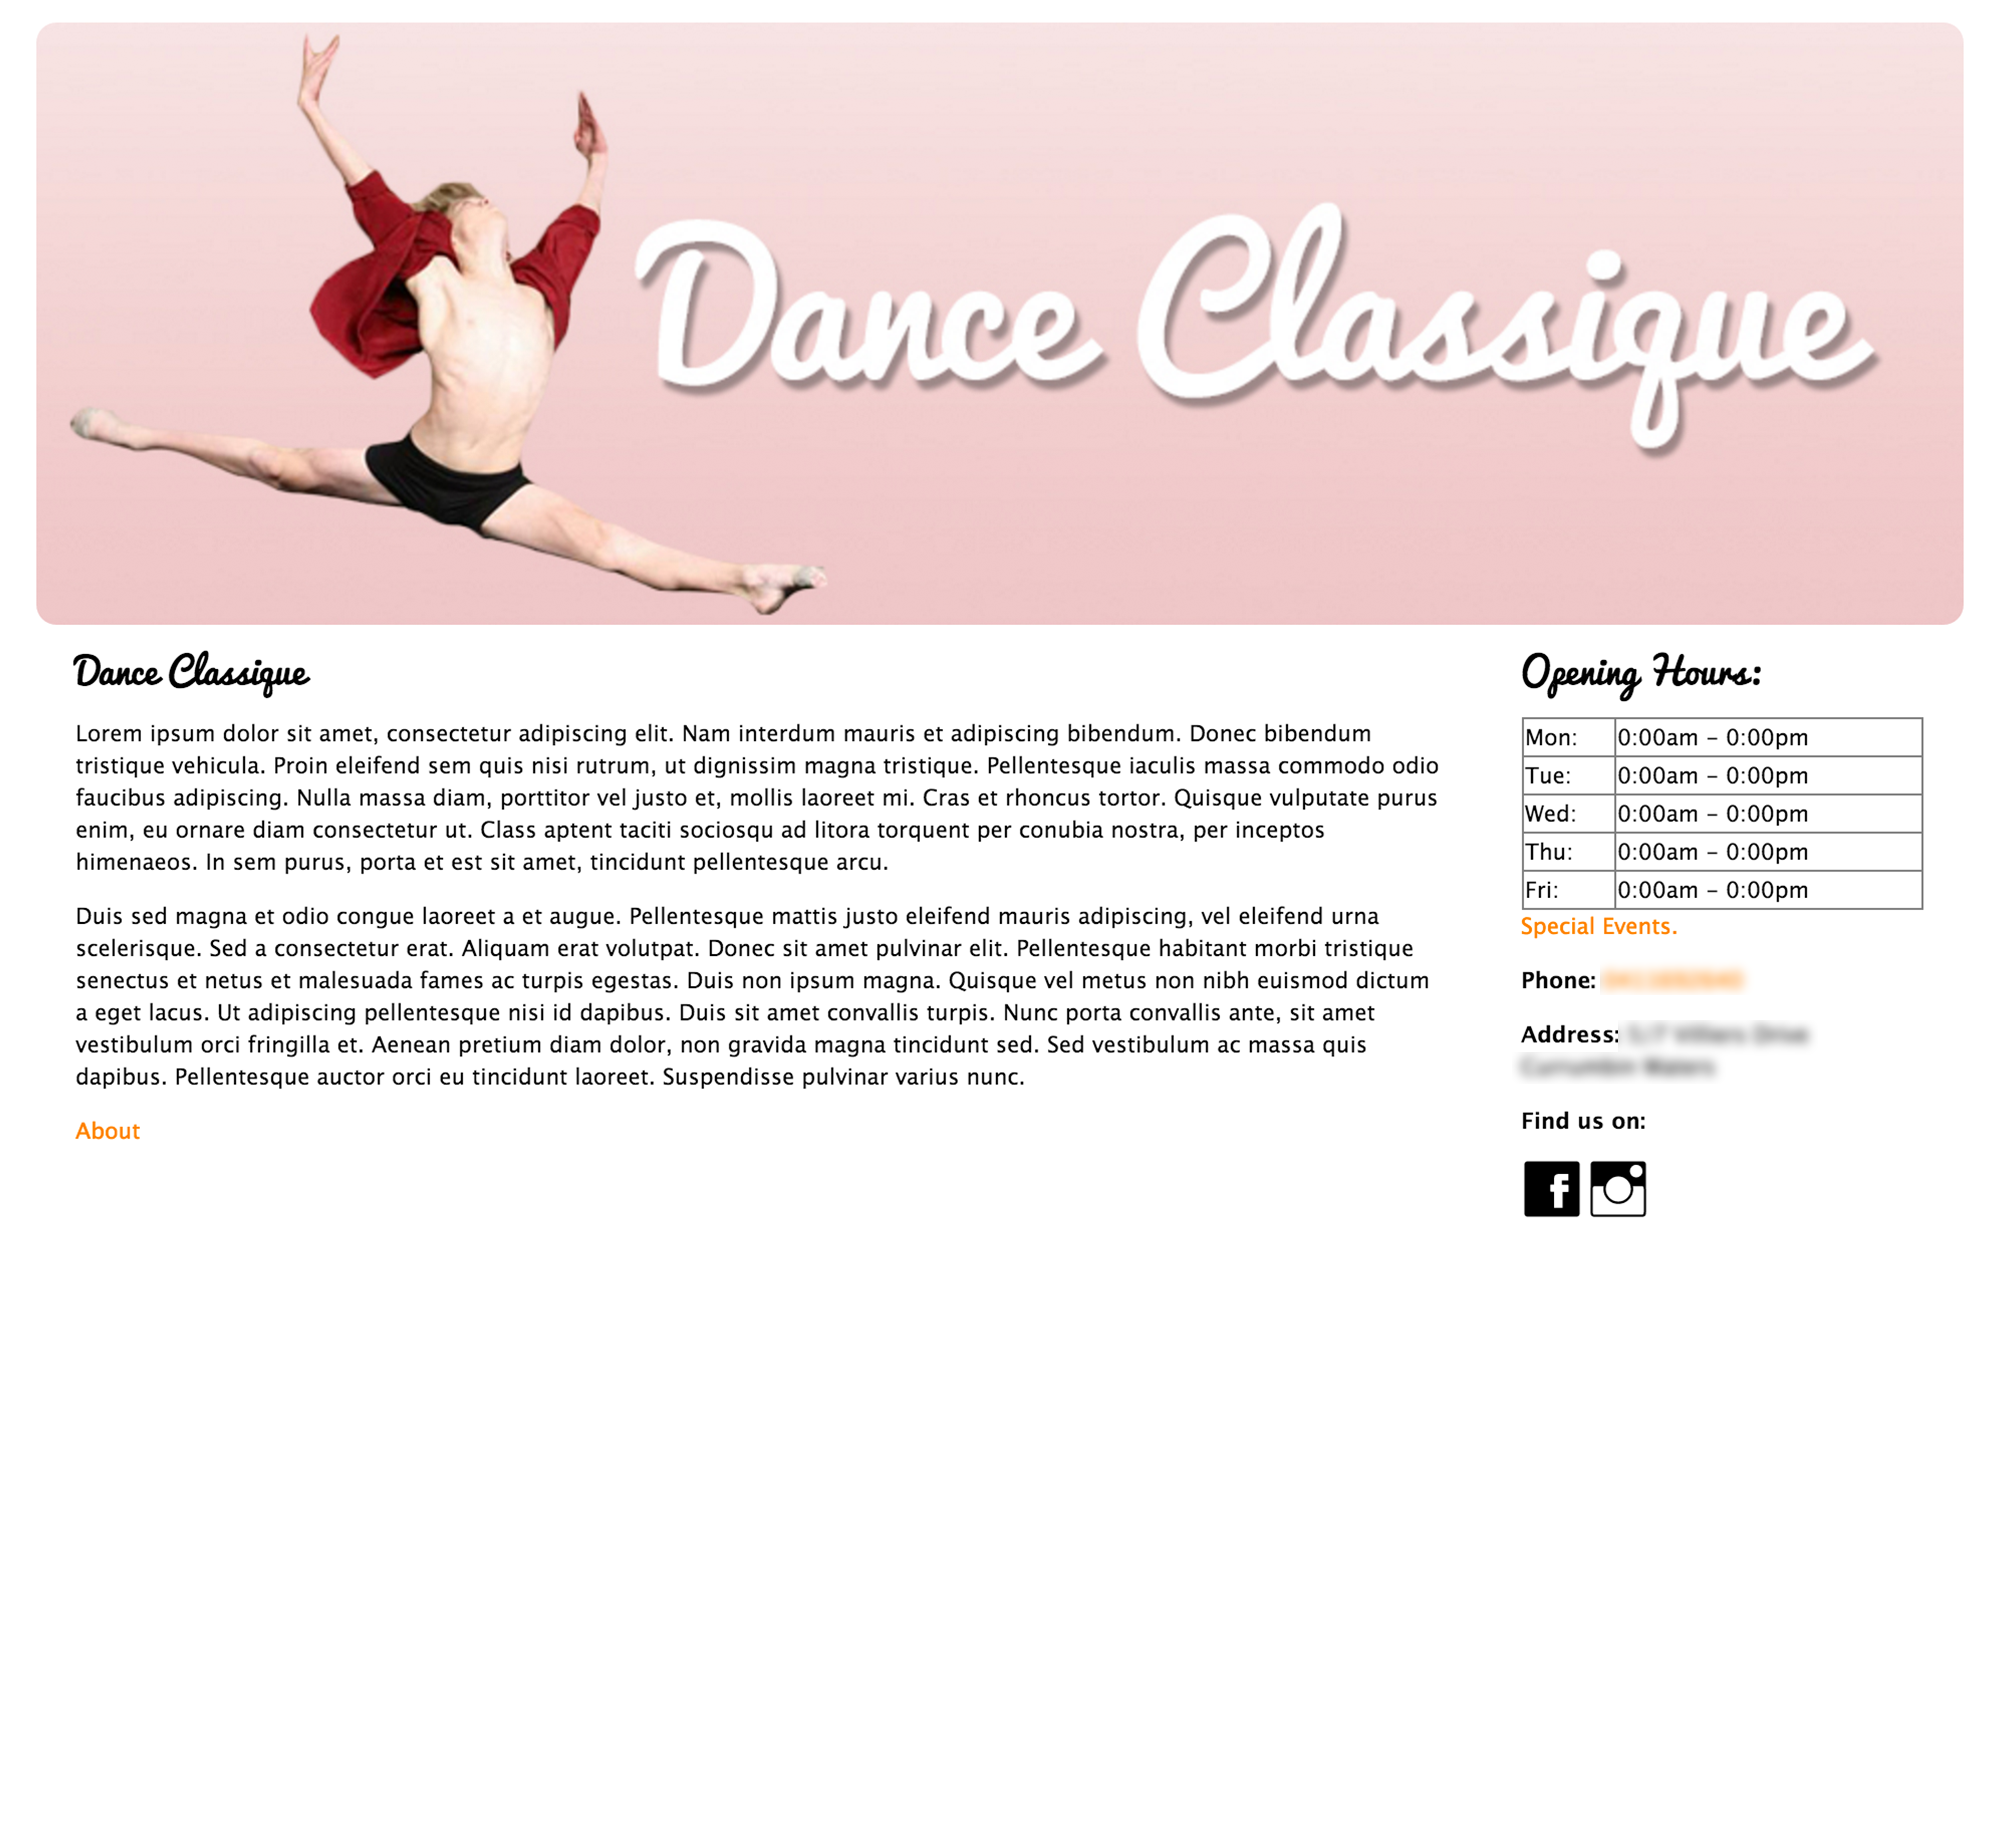 Dance Classique
Dance Classique
Lorem ipsum dolor sit amet, consectetur adipiscing elit. Nam interdum mauris et adipiscing bibendum. Donec bibendum
tristique vehicula. Proin eleifend sem quis nisi rutrum, ut dignissim magna tristique. Pellentesque iaculis massa commodo odio
faucibus adipiscing. Nulla massa diam, porttitor vel justo et, mollis laoreet mi. Cras et rhoncus tortor. Quisque vulputate purus
enim, eu ornare diam consectetur ut. Class aptent taciti sociosqu ad litora torquent per conubia nostra, per inceptos
himenaeos. In sem purus, porta et est sit amet, tincidunt pellentesque arcu.
Duis sed magna et odio congue laoreet a et augue. Pellentesque mattis justo eleifend mauris adipiscing, vel eleifend urna
scelerisque. Sed a consectetur erat. Aliquam erat volutpat. Donec sit amet pulvinar elit. Pellentesque habitant morbi tristique
senectus et netus et malesuada fames ac turpis egestas. Duis non ipsum magna. Quisque vel metus non nibh euismod dictum
a eget lacus. Ut adipiscing pellentesque nisi id dapibus. Duis sit amet convallis turpis. Nunc porta convallis ante, sit amet
vestibulum orci fringilla et. Aenean pretium diam dolor, non gravida magna tincidunt sed. Sed vestibulum ac massa quis
dapibus. Pellentesque auctor orci eu tincidunt laoreet. Suspendisse pulvinar varius nunc.
About
Opening Hours:
Mon: 0:00am - 0:00pm
Tue: 0:00am - 0:00pm
Wed: 0:00am - 0:00pm
Thu: 0:00am - 0:00pm
Fri: 0:00am - 0:00pm
Special Events.
Phone:
Address:
Find us on: